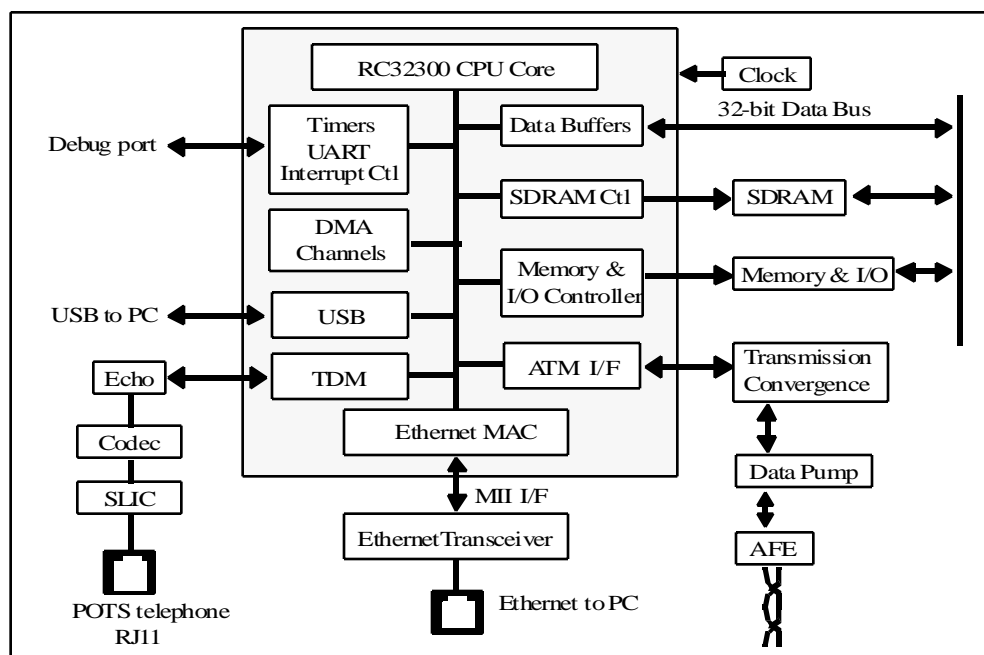 RC32300 CPU Core
Clock
32-bit Data Bus
Debug port
Timers
UART
Interrupt Ctl
Data Buffers
SDRAM Ctl
SDRAM
DMA
Channels
Memory &
I/O Controller
Memory & I/O
USB to PC
USB
Echo
TDM
ATM I/F
Transmission
Convergence
Codec
Ethernet MAC
Data Pump
SLIC
MII I/F
Ethernet Transceiver
AFE
POTS telephone
RJ11
Ethernet to PC